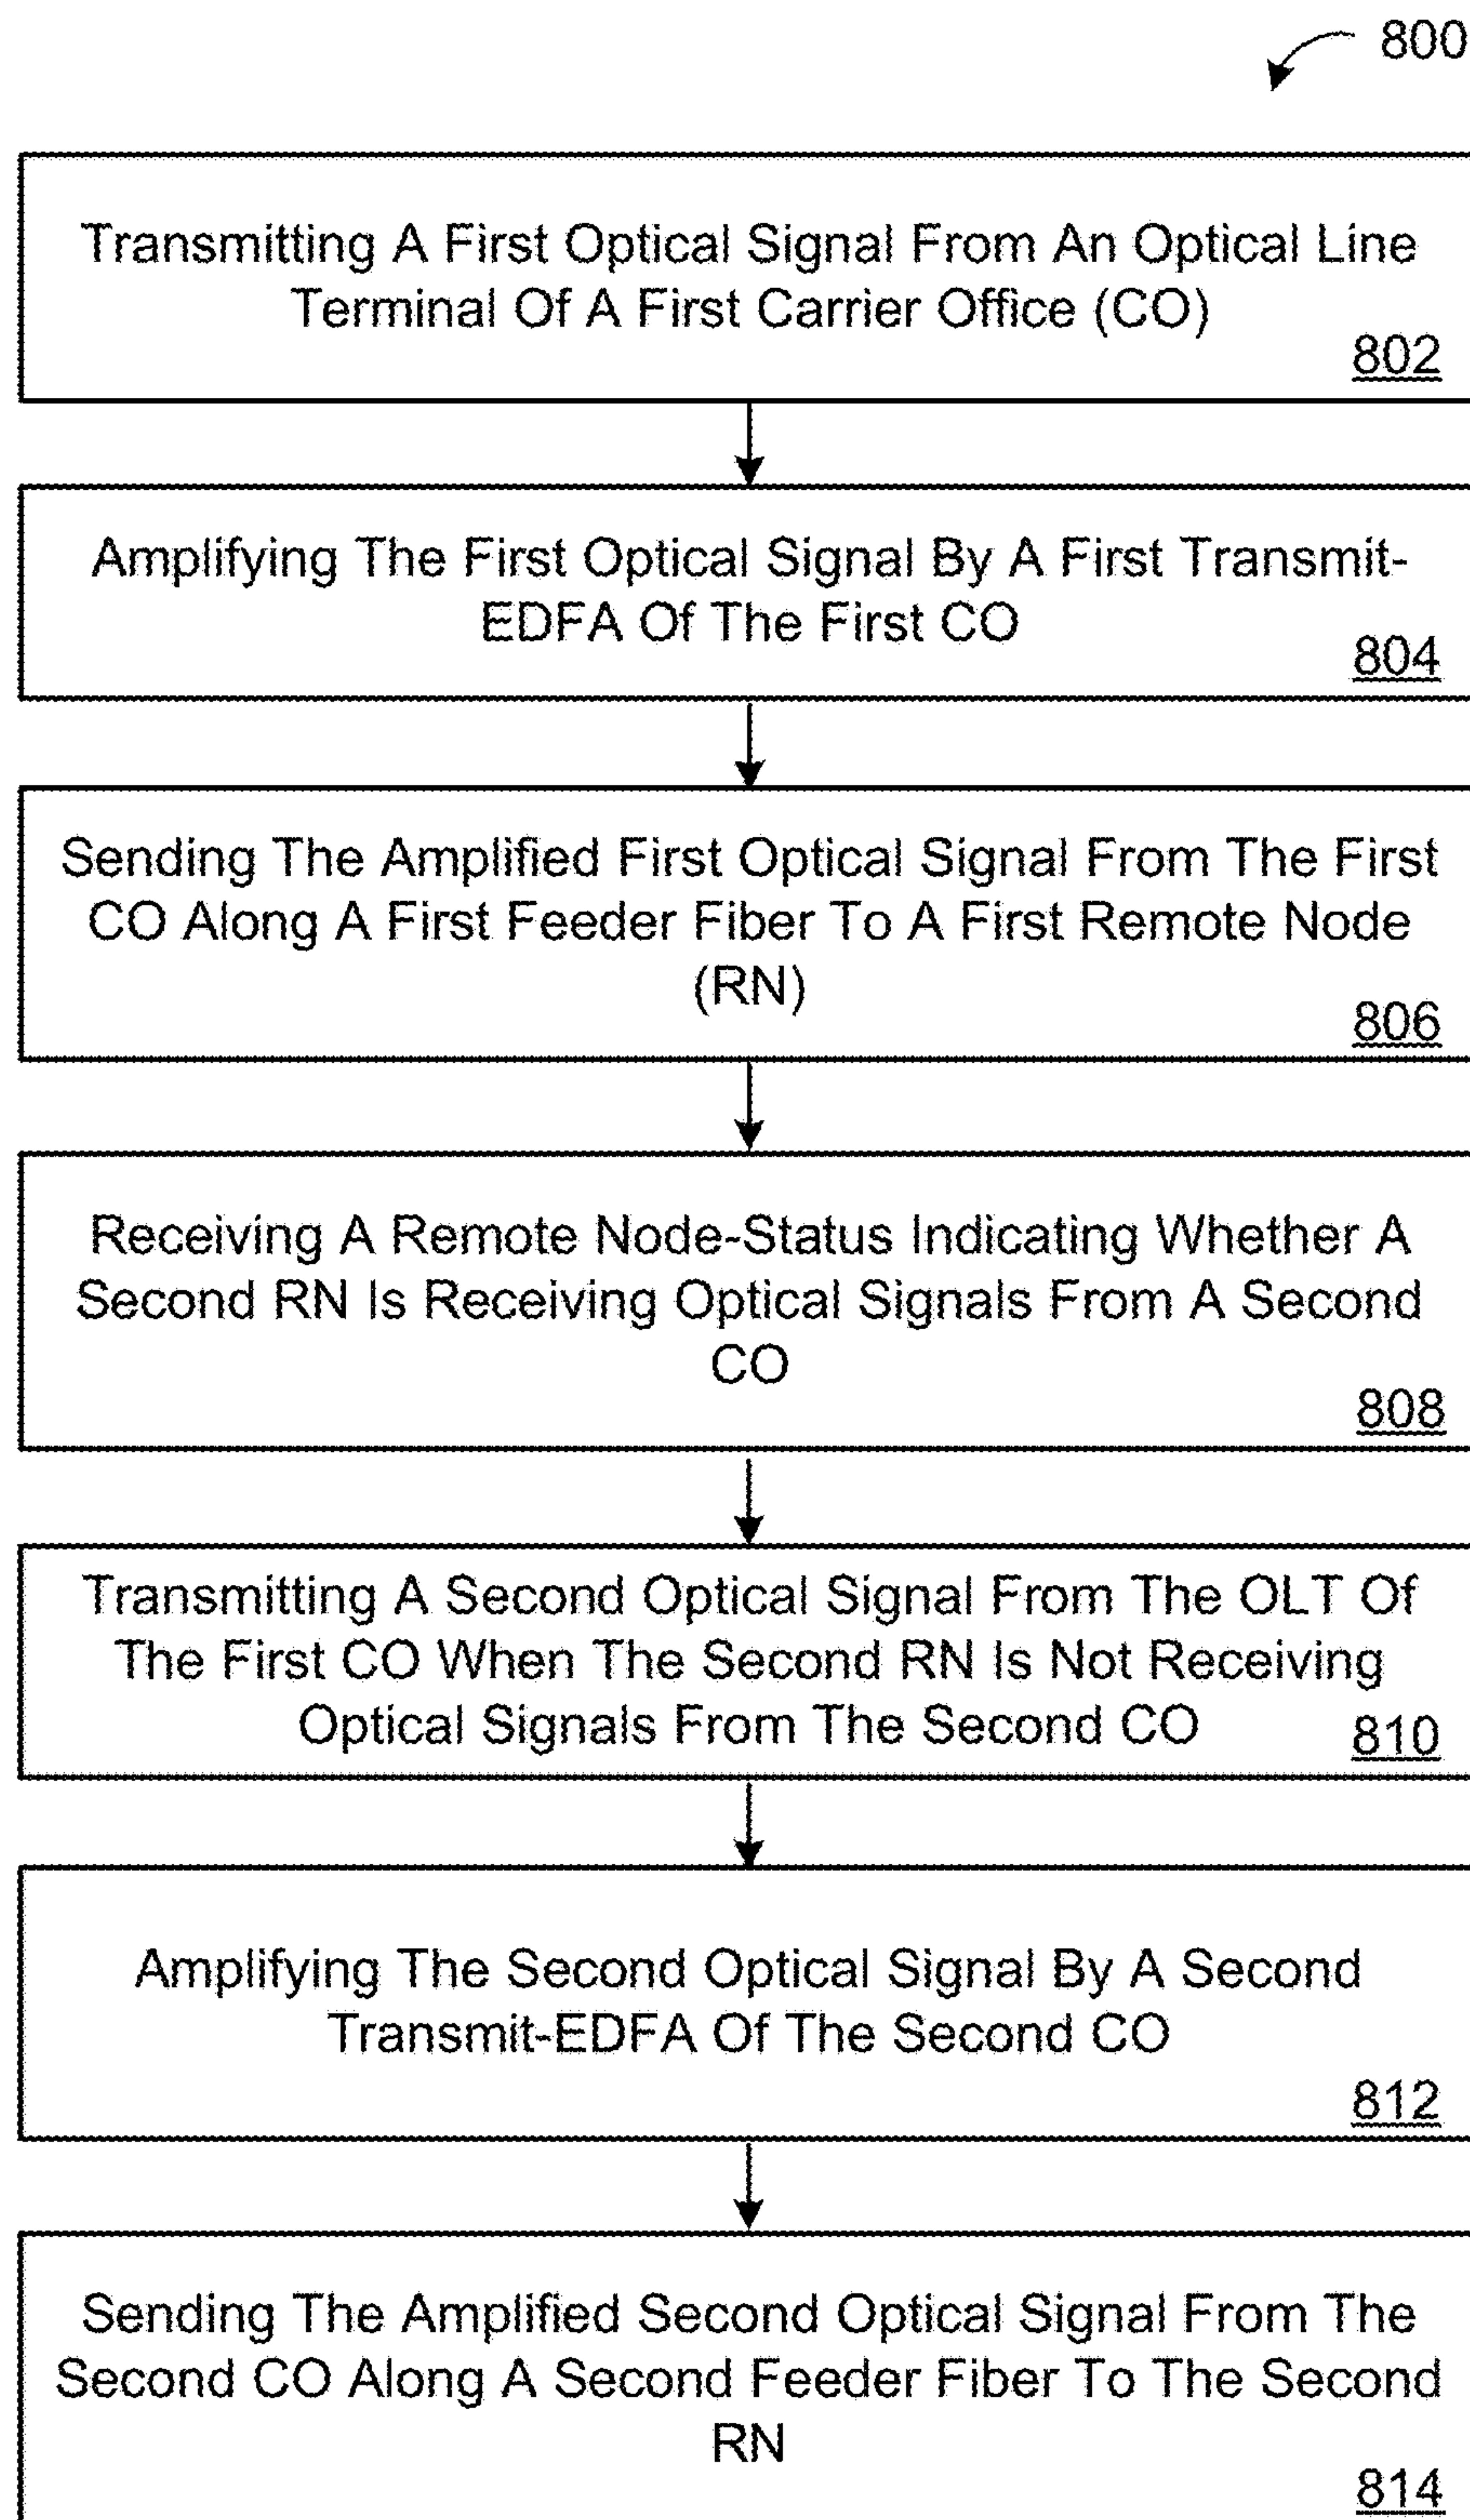 800
Transmitting A First Optical Signal From An Optical Line
Terminal Of A First Carrier Office (CO)
802
Amplifying The First Optical Signal By A First Transmit-
EDFA Of The First CO
804
Sending The Amplified First Optical Signal From The First
CO Along A First Feeder Fiber To A First Remote Node
(RN)
806
Receiving A Remote Node-Status Indicating Whether A
Second RN Is Receiving Optical Signals From A Second
CO
808
Transmitting A Second Optical Signal From The OLT Of
The First CO When The Second RN Is Not Receiving
Optical Signals From The Second CO
810
Amplifying The Second Optical Signal By A Second
Transmit-EDFA Of The Second CO
812
Sending The Amplified Second Optical Signal From The
Second CO Along A Second Feeder Fiber To The Second
RN
814